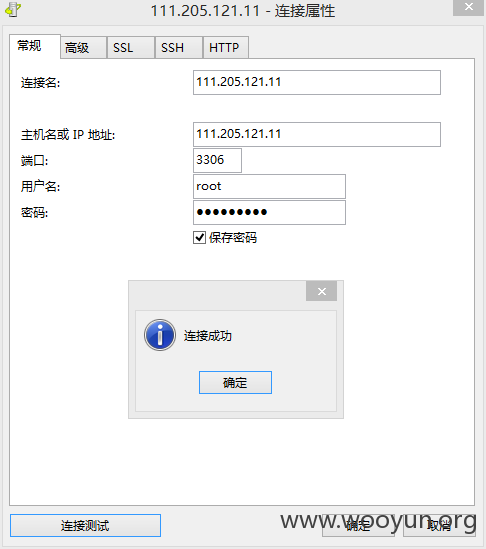 111.205.121.11 - 连接属性
常规 高级 SSL SSH HTTP
连接名: 111.205.121.11
主机名或 IP 地址: 111.205.121.11
端口: 3306
用户名: root
密码: ●●●●●●●●●
保存密码
连接成功
确定
连接测试 确定 取消
www.wooyun.org